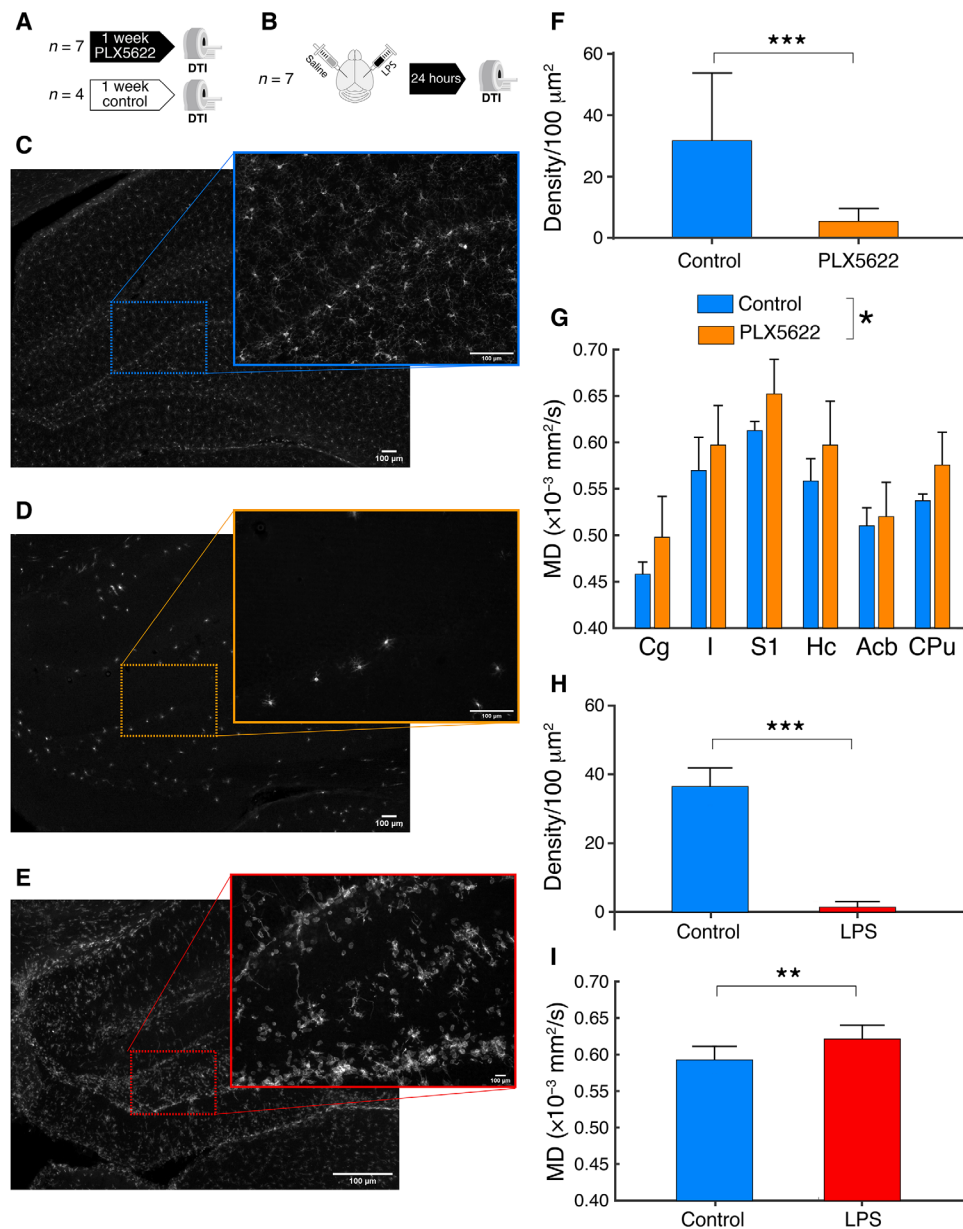 A
n = 7
1 week
PLX5622
DTI
n = 4
1 week
control
DTI
B
n = 7
Saline
LPS
24 hours
DTI
C
100 µm
100 µm
D
100 µm
100 µm
E
100 µm
100 µm
F
Density/100 µm²
60
40
20
0
***
Control
PLX5622
G
Control
PLX5622
*
MD (×10⁻³ mm²/s)
0.70
0.65
0.60
0.55
0.50
0.45
0.40
Cg
I
S1
Hc
Acb
CPu
H
Density/100 µm²
60
40
20
0
***
Control
LPS
I
MD (×10⁻³ mm²/s)
0.70
0.65
0.60
0.55
0.50
0.45
0.40
**
Control
LPS